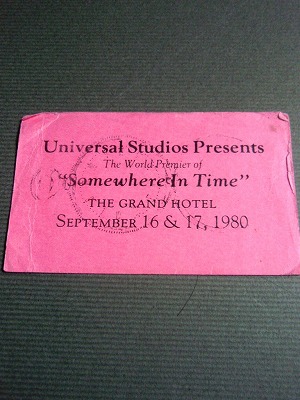 Universal Studios Presents
The World Premier of
"Somewhere In Time"
THE GRAND HOTEL
SEPTEMBER 16 & 17, 1980